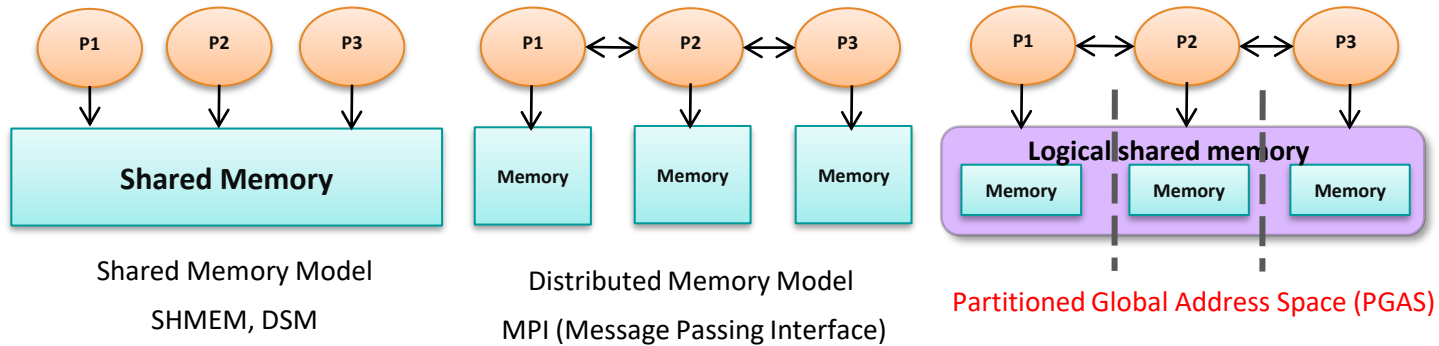 P1
P2
P3
Shared Memory
Shared Memory Model
SHMEM, DSM
P1
P2
P3
Memory
Memory
Memory
Distributed Memory Model
MPI (Message Passing Interface)
P1
P2
P3
Logical shared memory
Memory
Memory
Memory
Partitioned Global Address Space (PGAS)